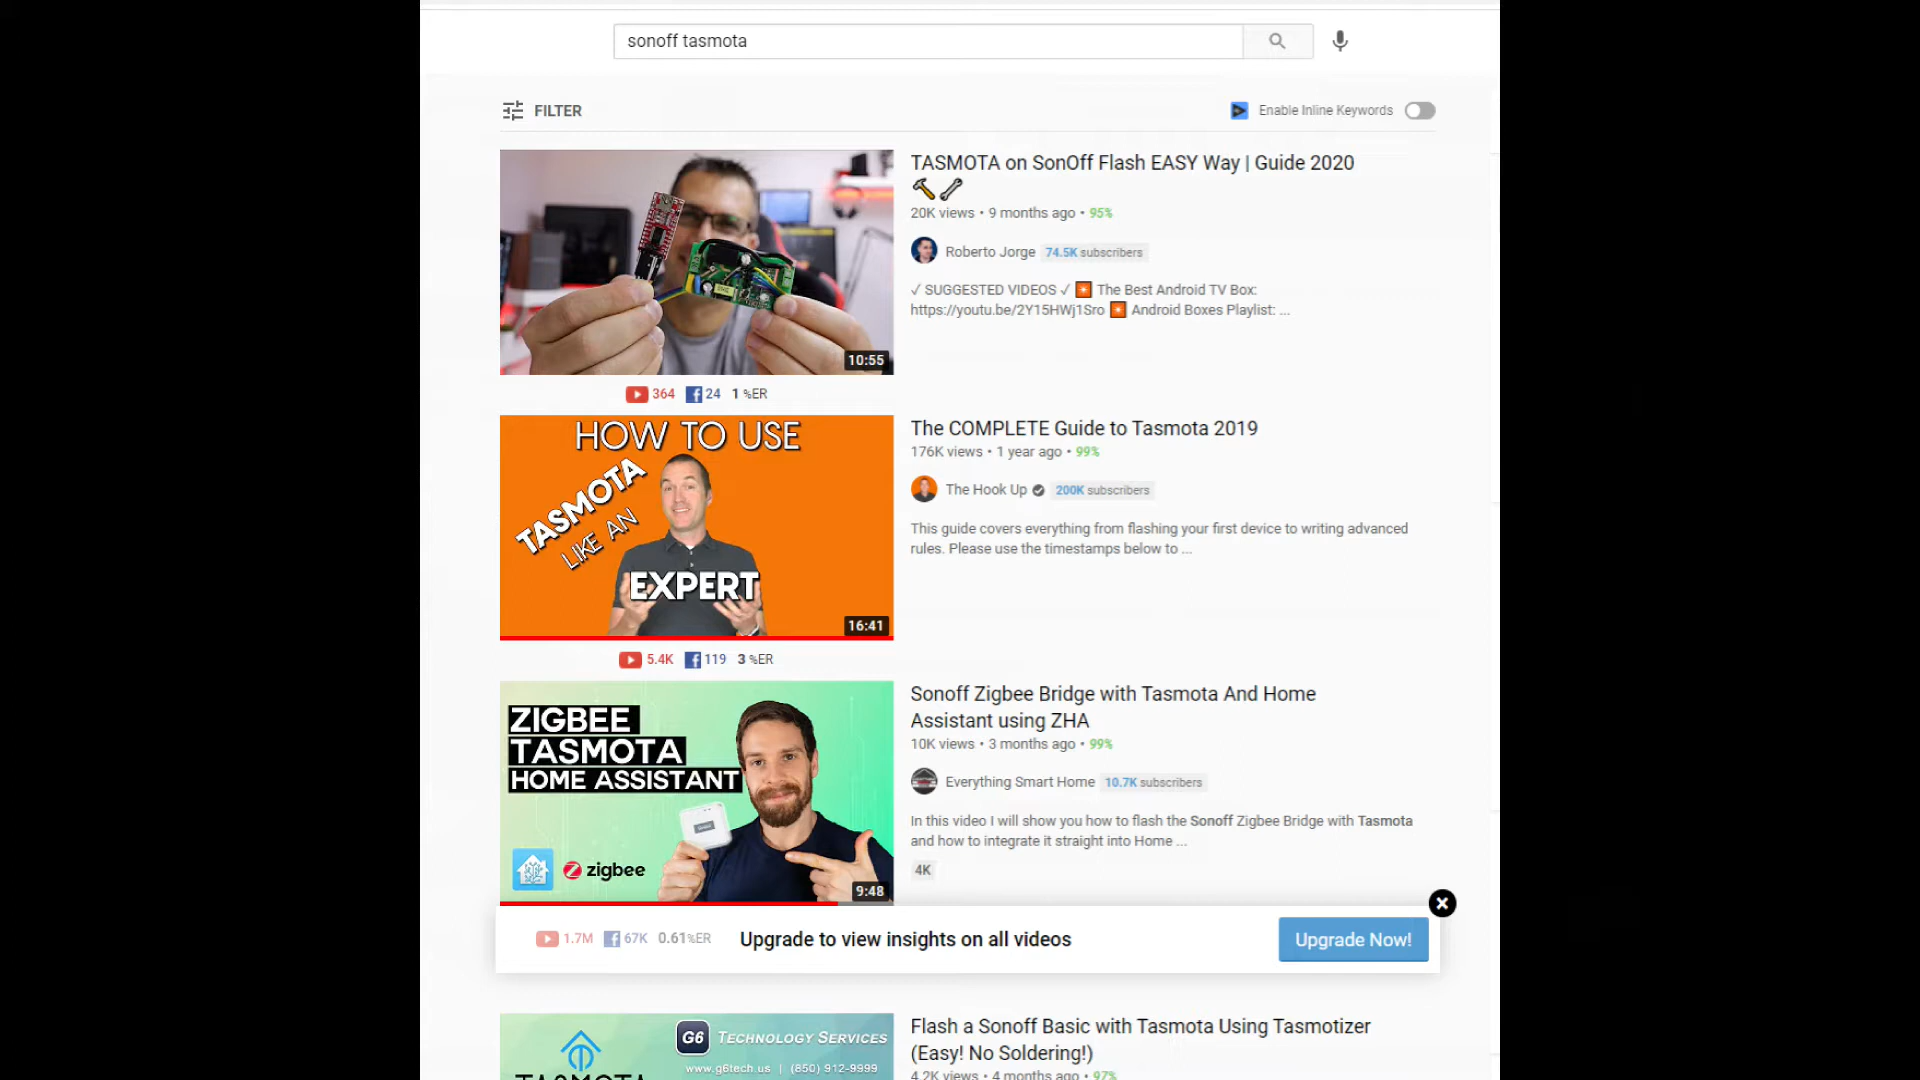 sonoff tasmota
FILTER
Enable Inline Keywords
10:55
TASMOTA on SonOff Flash EASY Way | Guide 2020
🔨🔧
20K views • 9 months ago • 95%
Roberto Jorge 74.5K subscribers
✓ SUGGESTED VIDEOS ✓ 💥 The Best Android TV Box:
https://youtu.be/2Y15HWj1Sro 💥 Android Boxes Playlist: ...
364 24 1 %ER
HOW TO USE
TASMOTA
LIKE AN
EXPERT
16:41
The COMPLETE Guide to Tasmota 2019
176K views • 1 year ago • 99%
The Hook Up 200K subscribers
This guide covers everything from flashing your first device to writing advanced
rules. Please use the timestamps below to ...
5.4K 119 3 %ER
ZIGBEE
TASMOTA
HOME ASSISTANT
zigbee
9:48
Sonoff Zigbee Bridge with Tasmota And Home
Assistant using ZHA
10K views • 3 months ago • 99%
Everything Smart Home 10.7K subscribers
In this video I will show you how to flash the Sonoff Zigbee Bridge with Tasmota
and how to integrate it straight into Home ...
4K
1.7M 67K 0.61%ER Upgrade to view insights on all videos Upgrade Now!
G6 TECHNOLOGY SERVICES
www.g6tech.us | (850) 912-9999
TASMOTA
Flash a Sonoff Basic with Tasmota Using Tasmotizer
(Easy! No Soldering!)
4.2K views • 4 months ago • 97%